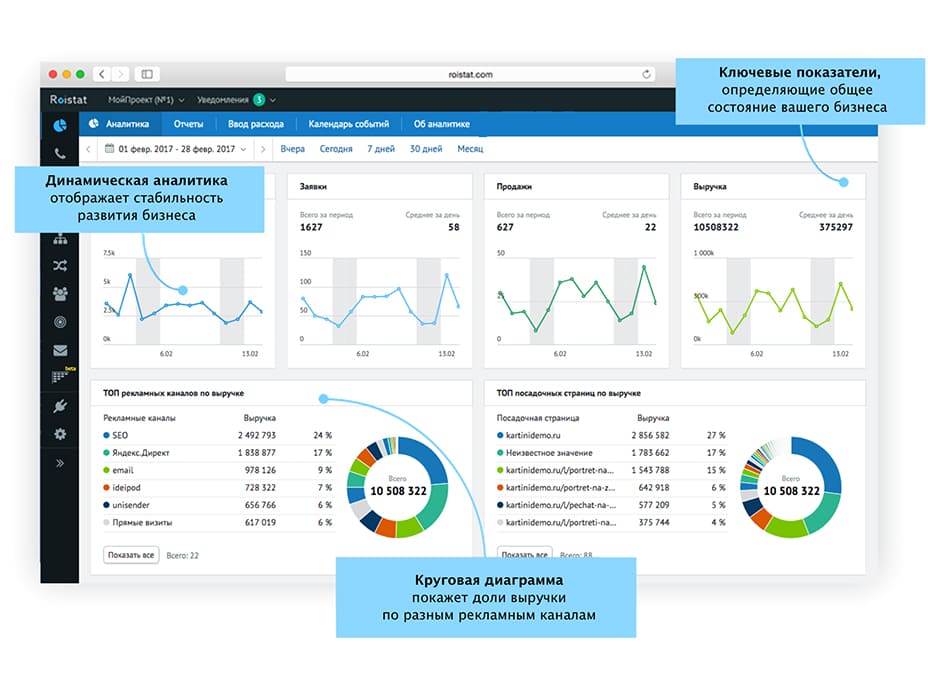 roistat.com
Ключевые показатели,
определяющие общее
состояние вашего бизнеса
Roistat
МойПроект (№1)
Уведомления
3
Аналитика
Отчеты
Ввод расхода
Календарь событий
Об аналитике
01 февр. 2017 - 28 февр. 2017
Вчера
Сегодня
7 дней
30 дней
Месяц
Динамическая аналитика
отображает стабильность
развития бизнеса
7.5k
5k
2.5k
0k
6.02
13.02
Заявки
Всего за период
Среднее за день
1627
58
150
100
50
0
6.02
13.02
Продажи
Всего за период
Среднее за день
627
22
50
25
0
6.02
13.02
Выручка
Всего за период
Среднее за день
10508322
375297
1 000k
500k
0k
6.02
13.02
beta
ТОП рекламных каналов по выручке
Рекламные каналы Выручка
SEO 2 492 793 24 %
Яндекс.Директ 1 838 877 17 %
email 978 126 9 %
ideipod 728 322 7 %
unisender 656 766 6 %
Прямые визиты 617 019 6 %
Всего
10 508 322
Показать все
Всего: 22
ТОП посадочных страниц по выручке
Посадочная страница Выручка
kartinidemo.ru 2 856 582 27 %
Неизвестное значение 1 783 662 17 %
kartinidemo.ru/l/portret-na... 1 543 788 15 %
kartinidemo.ru/portret-na-z... 642 918 6 %
kartinidemo.ru/l/pechat-na-... 577 209 5 %
kartinidemo.ru/l/portreti-na... 375 744 4 %
Всего
10 508 322
Показать все
Всего: 88
Круговая диаграмма
покажет доли выручки
по разным рекламным каналам